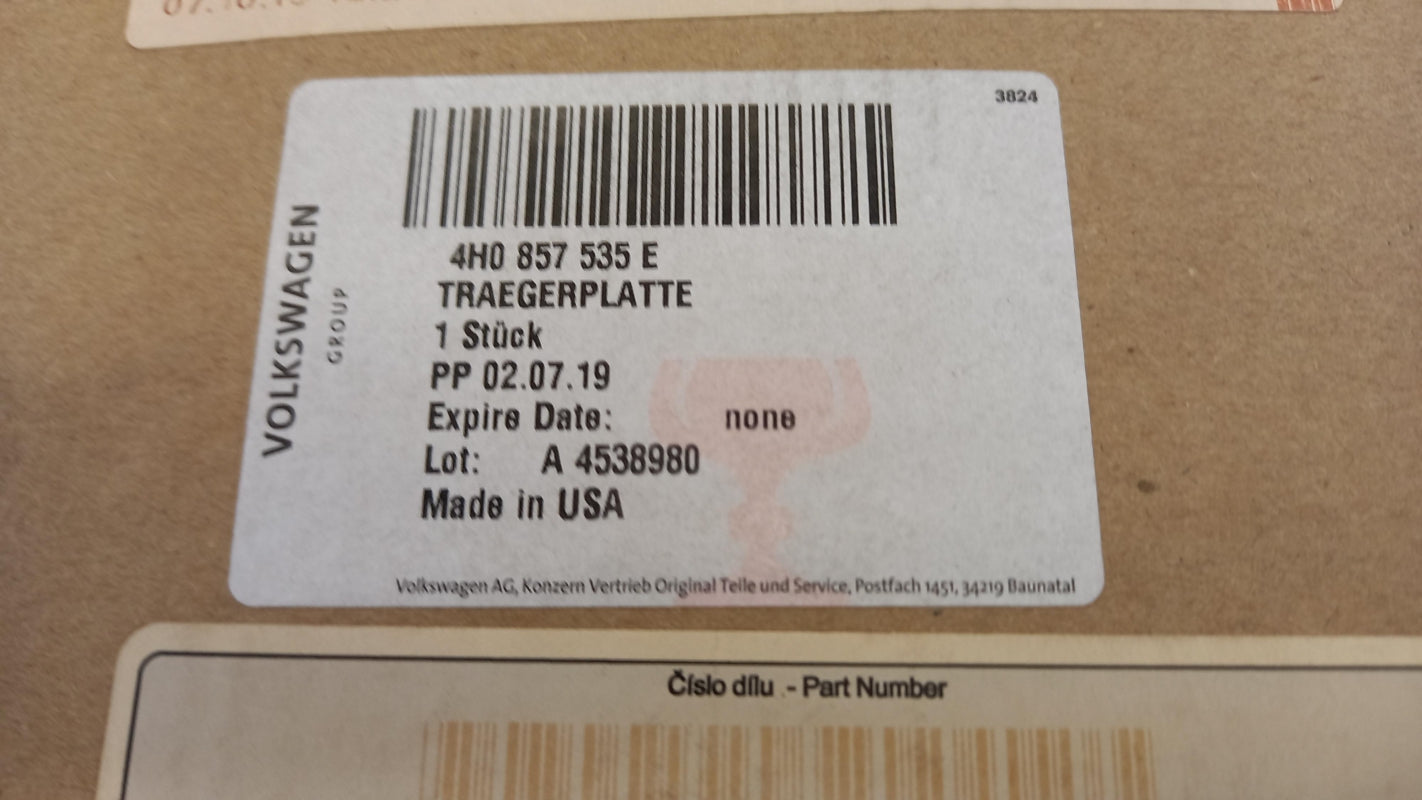 3824
VOLKSWAGEN
GROUP
4H0 857 535 E
TRAEGERPLATTE
1 Stück
PP 02.07.19
Expire Date: none
Lot: A 4538980
Made in USA
Volkswagen AG, Konzern Vertrieb Original Teile und Service, Postfach 1451, 34219 Baunatal
Číslo dílu - Part Number